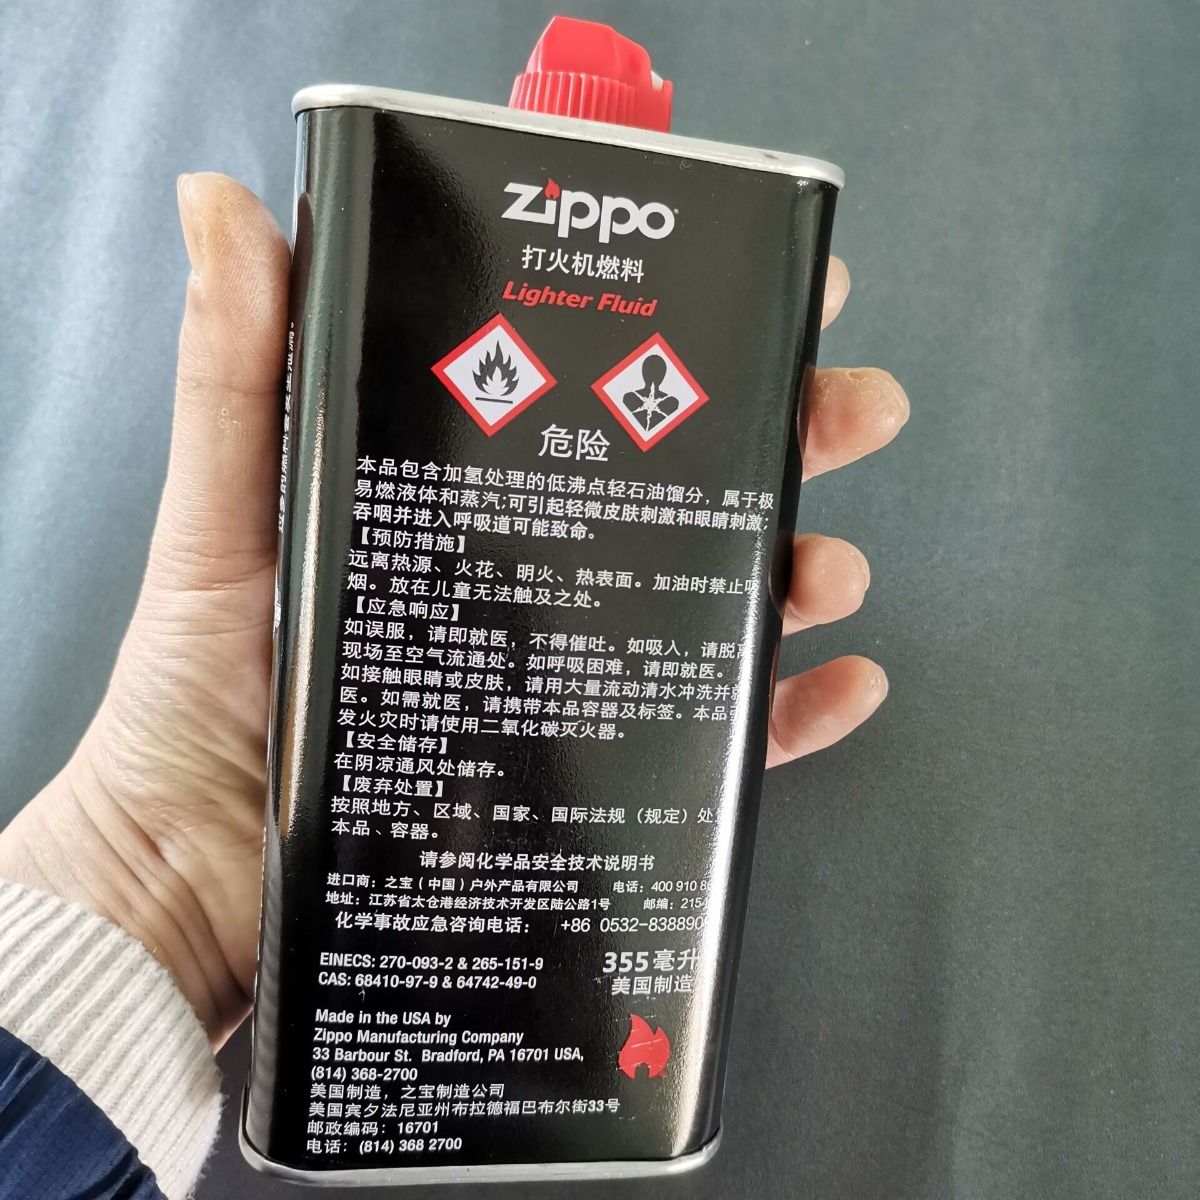 zippo
打火机燃料
Lighter Fluid
危险
本品包含加氢处理的低沸点轻石油馏分，属于极
易燃液体和蒸汽;可引起轻微皮肤刺激和眼睛刺激;
吞咽并进入呼吸道可能致命。
【预防措施】
远离热源、火花、明火、热表面。加油时禁止吸
烟。放在儿童无法触及之处。
【应急响应】
如误服，请即就医，不得催吐。如吸入，请脱离
现场至空气流通处。如呼吸困难，请即就医。
如接触眼睛或皮肤，请用大量流动清水冲洗并就
医。如需就医，请携带本品容器及标签。本品
发火灾时请使用二氧化碳灭火器。
【安全储存】
在阴凉通风处储存。
【废弃处置】
按照地方、区域、国家、国际法规（规定）处
本品、容器。
请参阅化学品安全技术说明书
进口商：之宝（中国）户外产品有限公司 电话：400 910 8
地址：江苏省太仓港经济技术开发区陆公路1号 邮编：215
化学事故应急咨询电话： +86 0532-838890
EINECS: 270-093-2 & 265-151-9
CAS: 68410-97-9 & 64742-49-0
355毫升
美国制造
Made in the USA by
Zippo Manufacturing Company
33 Barbour St. Bradford, PA 16701 USA,
(814) 368-2700
美国制造，之宝制造公司
美国宾夕法尼亚州布拉德福巴布尔街33号
邮政编码：16701
电话：(814) 368 2700